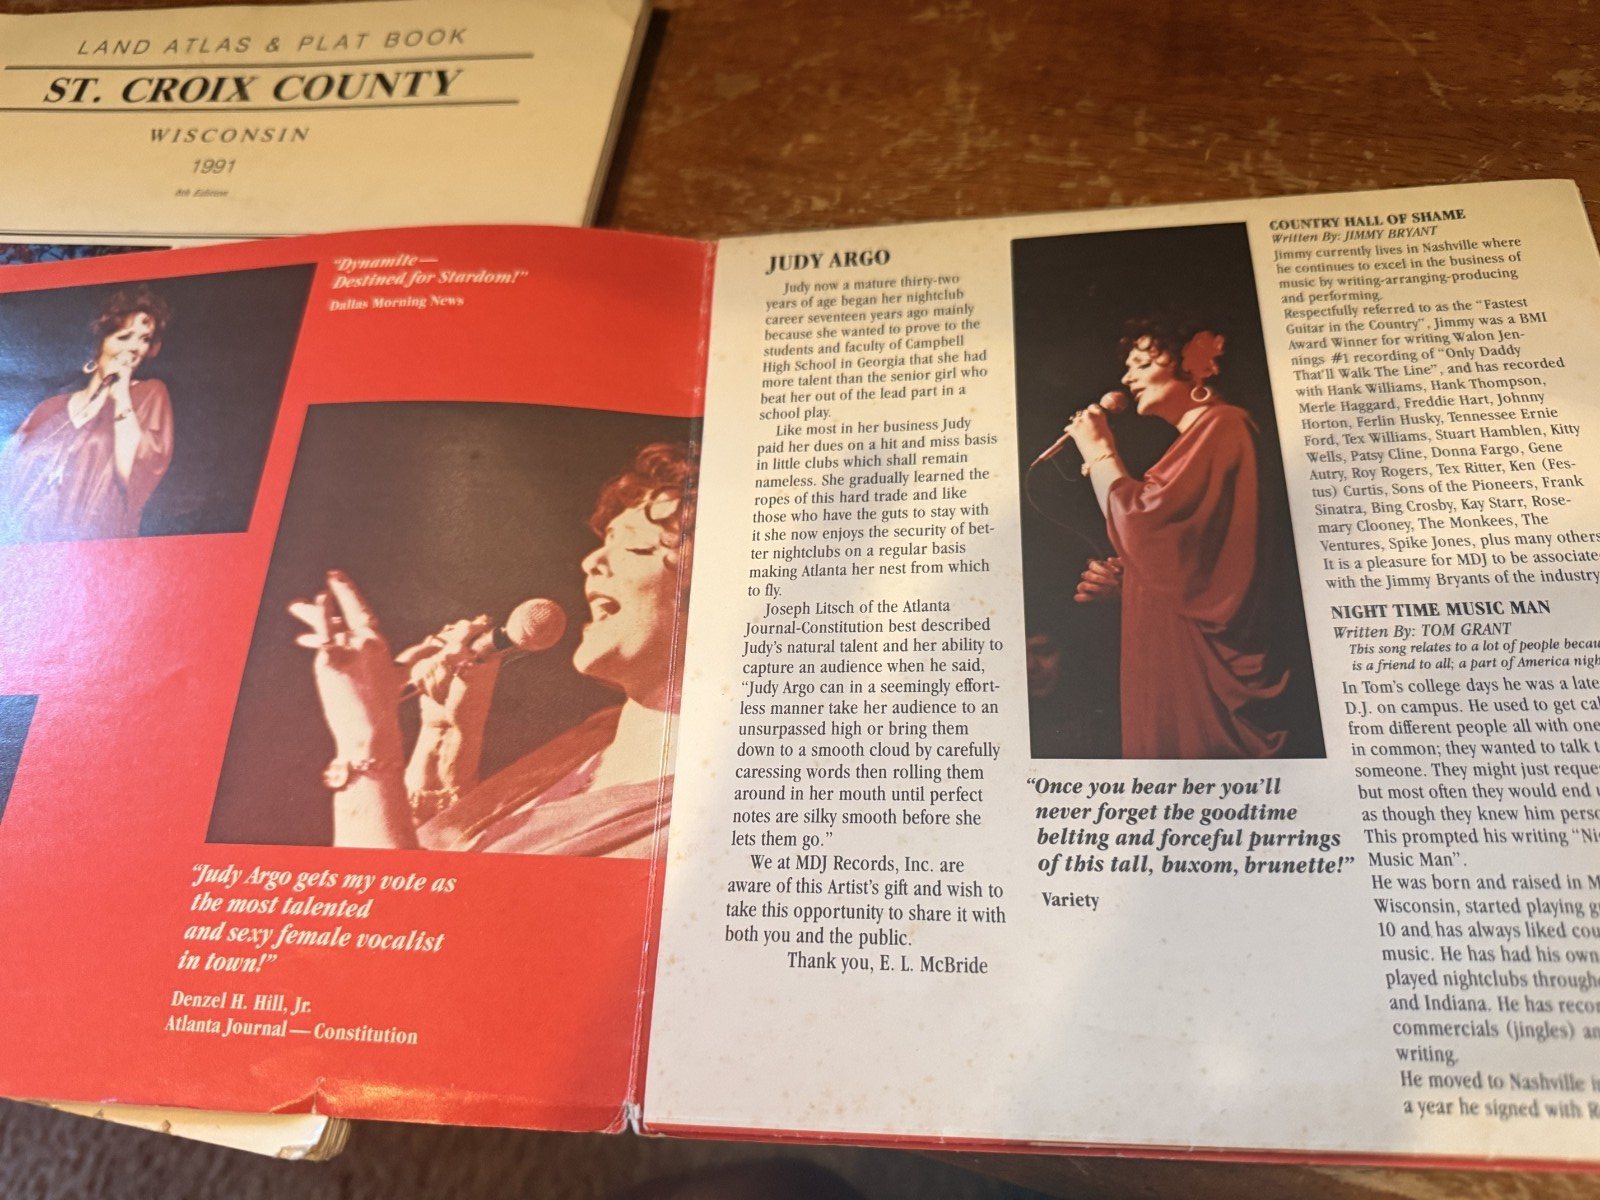 LAND ATLAS & PLAT BOOK
ST. CROIX COUNTY
WISCONSIN
1991
8th Edition
"Dynamite—
Destined for Stardom!"
Dallas Morning News
"Judy Argo gets my vote as
the most talented
and sexy female vocalist
in town!"
Denzel H. Hill, Jr.
Atlanta Journal—Constitution
JUDY ARGO
Judy now a mature thirty-two
years of age began her nightclub
career seventeen years ago mainly
because she wanted to prove to the
students and faculty of Campbell
High School in Georgia that she had
more talent than the senior girl who
beat her out of the lead part in a
school play.
Like most in her business Judy
paid her dues on a hit and miss basis
in little clubs which shall remain
nameless. She gradually learned the
ropes of this hard trade and like
those who have the guts to stay with
it she now enjoys the security of bet-
ter nightclubs on a regular basis
making Atlanta her nest from which
to fly.
Joseph Litsch of the Atlanta
Journal-Constitution best described
Judy's natural talent and her ability to
capture an audience when he said,
"Judy Argo can in a seemingly effort-
less manner take her audience to an
unsurpassed high or bring them
down to a smooth cloud by carefully
caressing words then rolling them
around in her mouth until perfect
notes are silky smooth before she
lets them go."
We at MDJ Records, Inc. are
aware of this Artist's gift and wish to
take this opportunity to share it with
both you and the public.
Thank you, E. L. McBride
"Once you hear her you'll
never forget the goodtime
belting and forceful purrings
of this tall, buxom, brunette!"
Variety
COUNTRY HALL OF SHAME
Written By: JIMMY BRYANT
Jimmy currently lives in Nashville where
he continues to excel in the business of
music by writing-arranging-producing
and performing.
Respectfully referred to as the "Fastest
Guitar in the Country", Jimmy was a BMI
Award Winner for writing Walon Jen-
nings #1 recording of "Only Daddy
That'll Walk The Line", and has recorded
with Hank Williams, Hank Thompson,
Merle Haggard, Freddie Hart, Johnny
Horton, Ferlin Husky, Tennessee Ernie
Ford, Tex Williams, Stuart Hamblen, Kitty
Wells, Patsy Cline, Donna Fargo, Gene
Autry, Roy Rogers, Tex Ritter, Ken (Fes-
tus) Curtis, Sons of the Pioneers, Frank
Sinatra, Bing Crosby, Kay Starr, Rose-
mary Clooney, The Monkees, The
Ventures, Spike Jones, plus many others
It is a pleasure for MDJ to be associate
with the Jimmy Bryants of the industry
NIGHT TIME MUSIC MAN
Written By: TOM GRANT
This song relates to a lot of people becau
is a friend to all; a part of America nigh
In Tom's college days he was a late
D.J. on campus. He used to get cal
from different people all with one
in common; they wanted to talk t
someone. They might just reque
but most often they would end u
as though they knew him perso
This prompted his writing "Nig
Music Man".
He was born and raised in M
Wisconsin, started playing gu
10 and has always liked cou
music. He has had his own
played nightclubs througho
and Indiana. He has recor
commercials (jingles) an
writing.
He moved to Nashville in
a year he signed with R